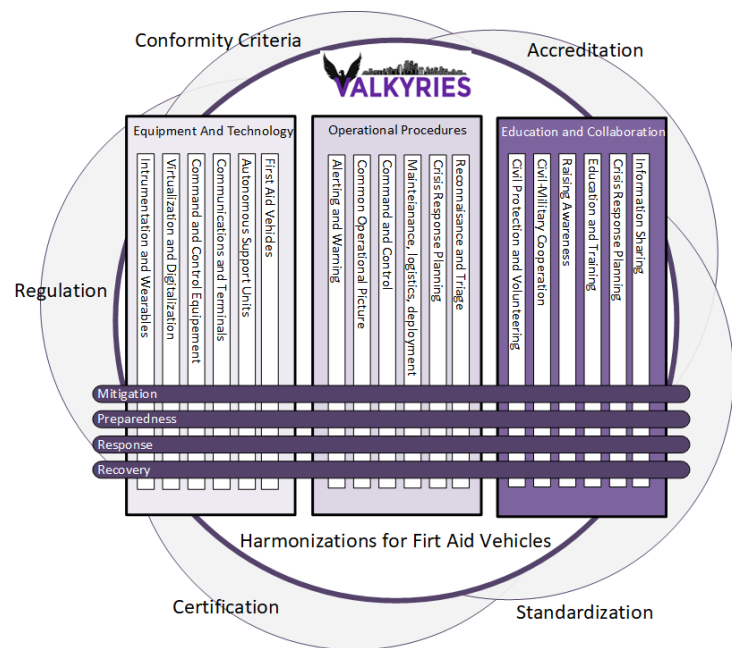 Conformity Criteria
Accreditation
VALKYRIES
Equipment And Technology
Operational Procedures
Education and Collaboration
Intrumentation and Wearables
Virtualization and Digitalization
Command and Control Equipement
Communications and Terminals
Autonomous Support Units
First Aid Vehicles
Alerting and Warning
Common Operational Picture
Command and Control
Mainteianance, logistics, deployment
Crisis Response Planning
Reconnaisance and Triage
Civil Protection and Volunteering
Civil-Military Cooperation
Raising Awareness
Education and Training
Crisis Response Planning
Information Sharing
Regulation
Mitigation
Preparedness
Response
Recovery
Harmonizations for Firt Aid Vehicles
Certification
Standardization